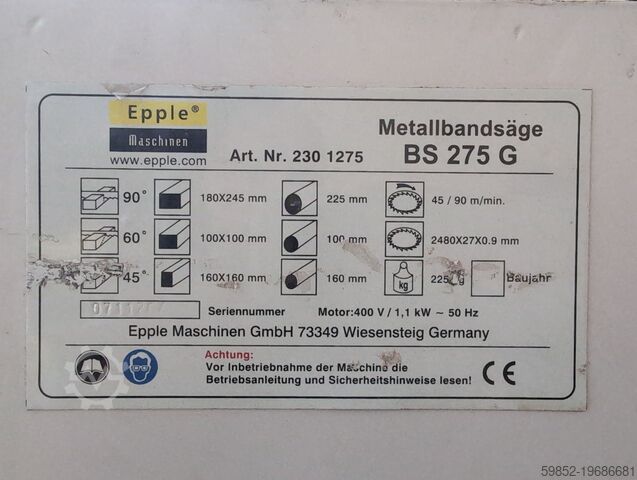 Epple®
Maschinen
www.epple.com
Art. Nr. 230 1275
Metallbandsäge
BS 275 G
90° 180X245 mm 225 mm 45 / 90 m/min.
60° 100X100 mm 100 mm 2480X27X0.9 mm
45° 160X160 mm 160 mm kg Baujahr
Seriennummer Motor:400 V / 1,1 kW ~ 50 Hz
Epple Maschinen GmbH 73349 Wiesensteig Germany
Achtung:
Vor Inbetriebnahme der Maschine die
Betriebsanleitung und Sicherheitshinweise lesen!
CE
59852-19686681